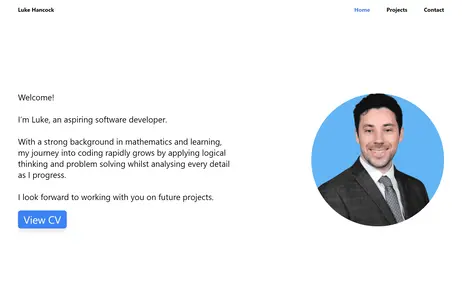 Luke Hancock
Home Projects Contact
Welcome!
I'm Luke, an aspiring software developer.
With a strong background in mathematics and learning,
my journey into coding rapidly grows by applying logical
thinking and problem solving whilst analysing every detail
as I progress.
I look forward to working with you on future projects.
View CV